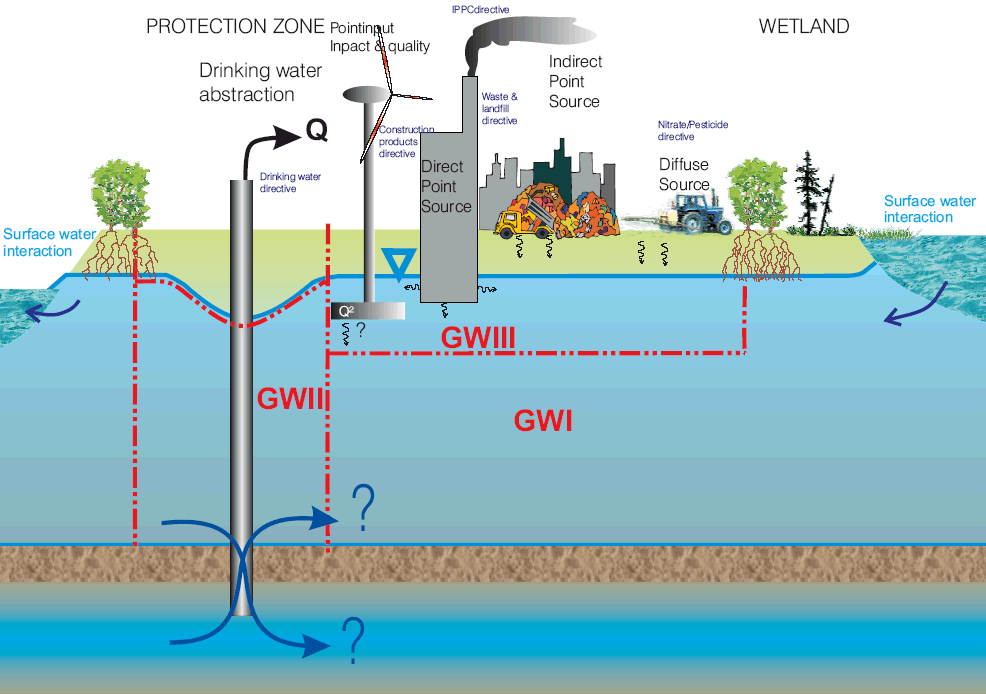 IPPCdirective
PROTECTION ZONE
Pointinput
Inpact & quality
WETLAND
Drinking water
abstraction
Indirect
Point
Source
Waste &
landfill
directive
Q
Construction
products
directive
Nitrate/Pesticide
directive
Direct
Point
Source
Diffuse
Source
Drinking water
directive
Surface water
interaction
Surface water
interaction
Q²
?
GWIII
GWII
GWI
?
?